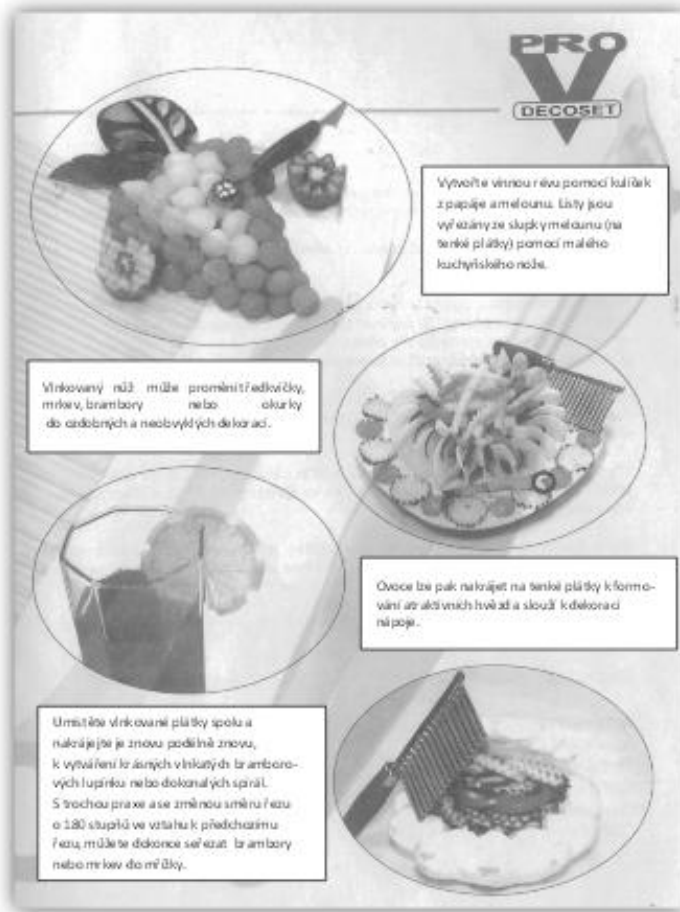 PRO
V
DECOSET
Vytvořte vinnou révu pomocí kuliček
z papáje a melounu. Listy jsou
vyřezány ze slupky melounu (na
tenké plátky) pomocí malého
kuchyňského nože.
Vlnkovaný nůž může proměnit ředkvičky,
mrkev, brambory nebo okurky
do ozdobných a neobvyklých dekorací.
Ovoce lze pak nakrájet na tenké plátky k formo-
vání atraktivních hvězd a slouží k dekoraci
nápoje.
Umístěte vlnkované plátky spolu a
nakrájejte je znovu podélně znovu,
k vytváření krásných vlnkatých bramboro-
vých lupínku nebo dokonalých spirál.
S trochou praxe a se změnou směru řezu
o 180 stupňů ve vztahu k předchozímu
řezu, můžete dokonce seřezat brambory
nebo mrkev do mřížky.